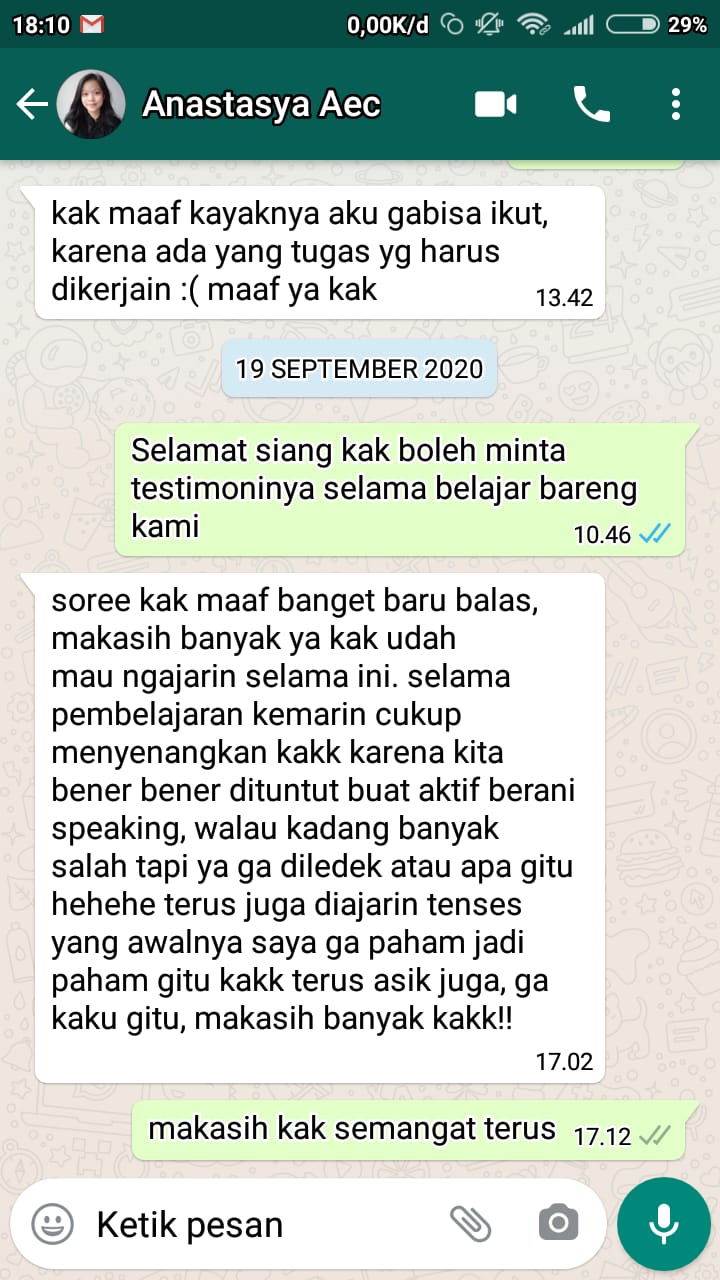 18:10 0,00K/d 29%
Anastasya Aec
kak maaf kayaknya aku gabisa ikut,
karena ada yang tugas yg harus
dikerjain :( maaf ya kak
13.42
19 SEPTEMBER 2020
Selamat siang kak boleh minta
testimoninya selama belajar bareng
kami
10.46
soree kak maaf banget baru balas,
makasih banyak ya kak udah
mau ngajarin selama ini. selama
pembelajaran kemarin cukup
menyenangkan kakk karena kita
bener bener dituntut buat aktif berani
speaking, walau kadang banyak
salah tapi ya ga diledek atau apa gitu
hehehe terus juga diajarin tenses
yang awalnya saya ga paham jadi
paham gitu kakk terus asik juga, ga
kaku gitu, makasih banyak kakk!!
17.02
makasih kak semangat terus 17.12
Ketik pesan